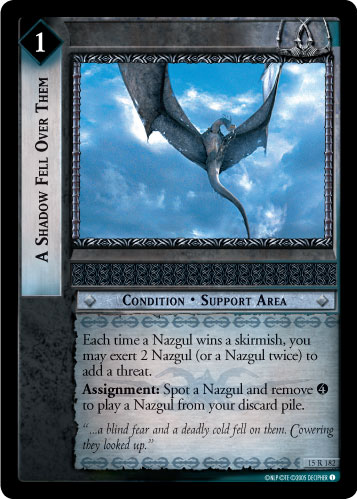 1
A Shadow Fell Over Them
Condition • Support Area
Each time a Nazgul wins a skirmish, you
may exert 2 Nazgul (or a Nazgul twice) to
add a threat.
Assignment: Spot a Nazgul and remove 4
to play a Nazgul from your discard pile.
"...a blind fear and a deadly cold fell on them. Cowering
they looked up."
15 R 182
©NLP ©TE ©2005 DECIPHER